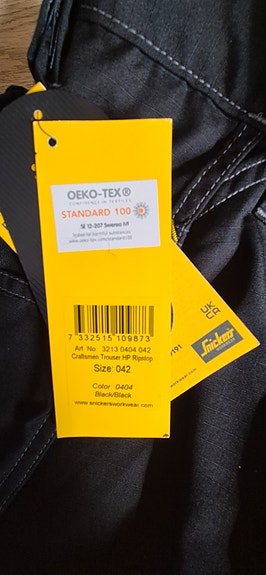 OEKO-TEX®
CONFIDENCE IN TEXTILES
STANDARD 100
SE 12-207 Swerea IVF
Tested for harmful substances
www.oeko-tex.com/standard100
7 332515 109873
Art. No. 3213 0404 042
Craftsmen Trouser HP Ripstop
Size: 042
Color 0404
Black/Black
www.snickersworkwear.com
UK
CA
Snickers
WORKWEAR